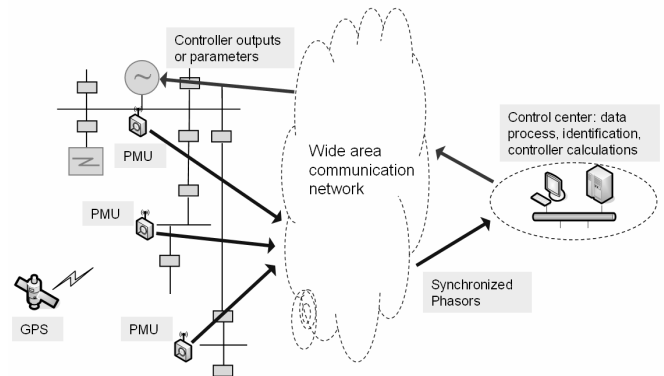 Controller outputs
or parameters
PMU
PMU
GPS
PMU
Wide area
communication
network
Control center: data
process, identification,
controller calculations
Synchronized
Phasors